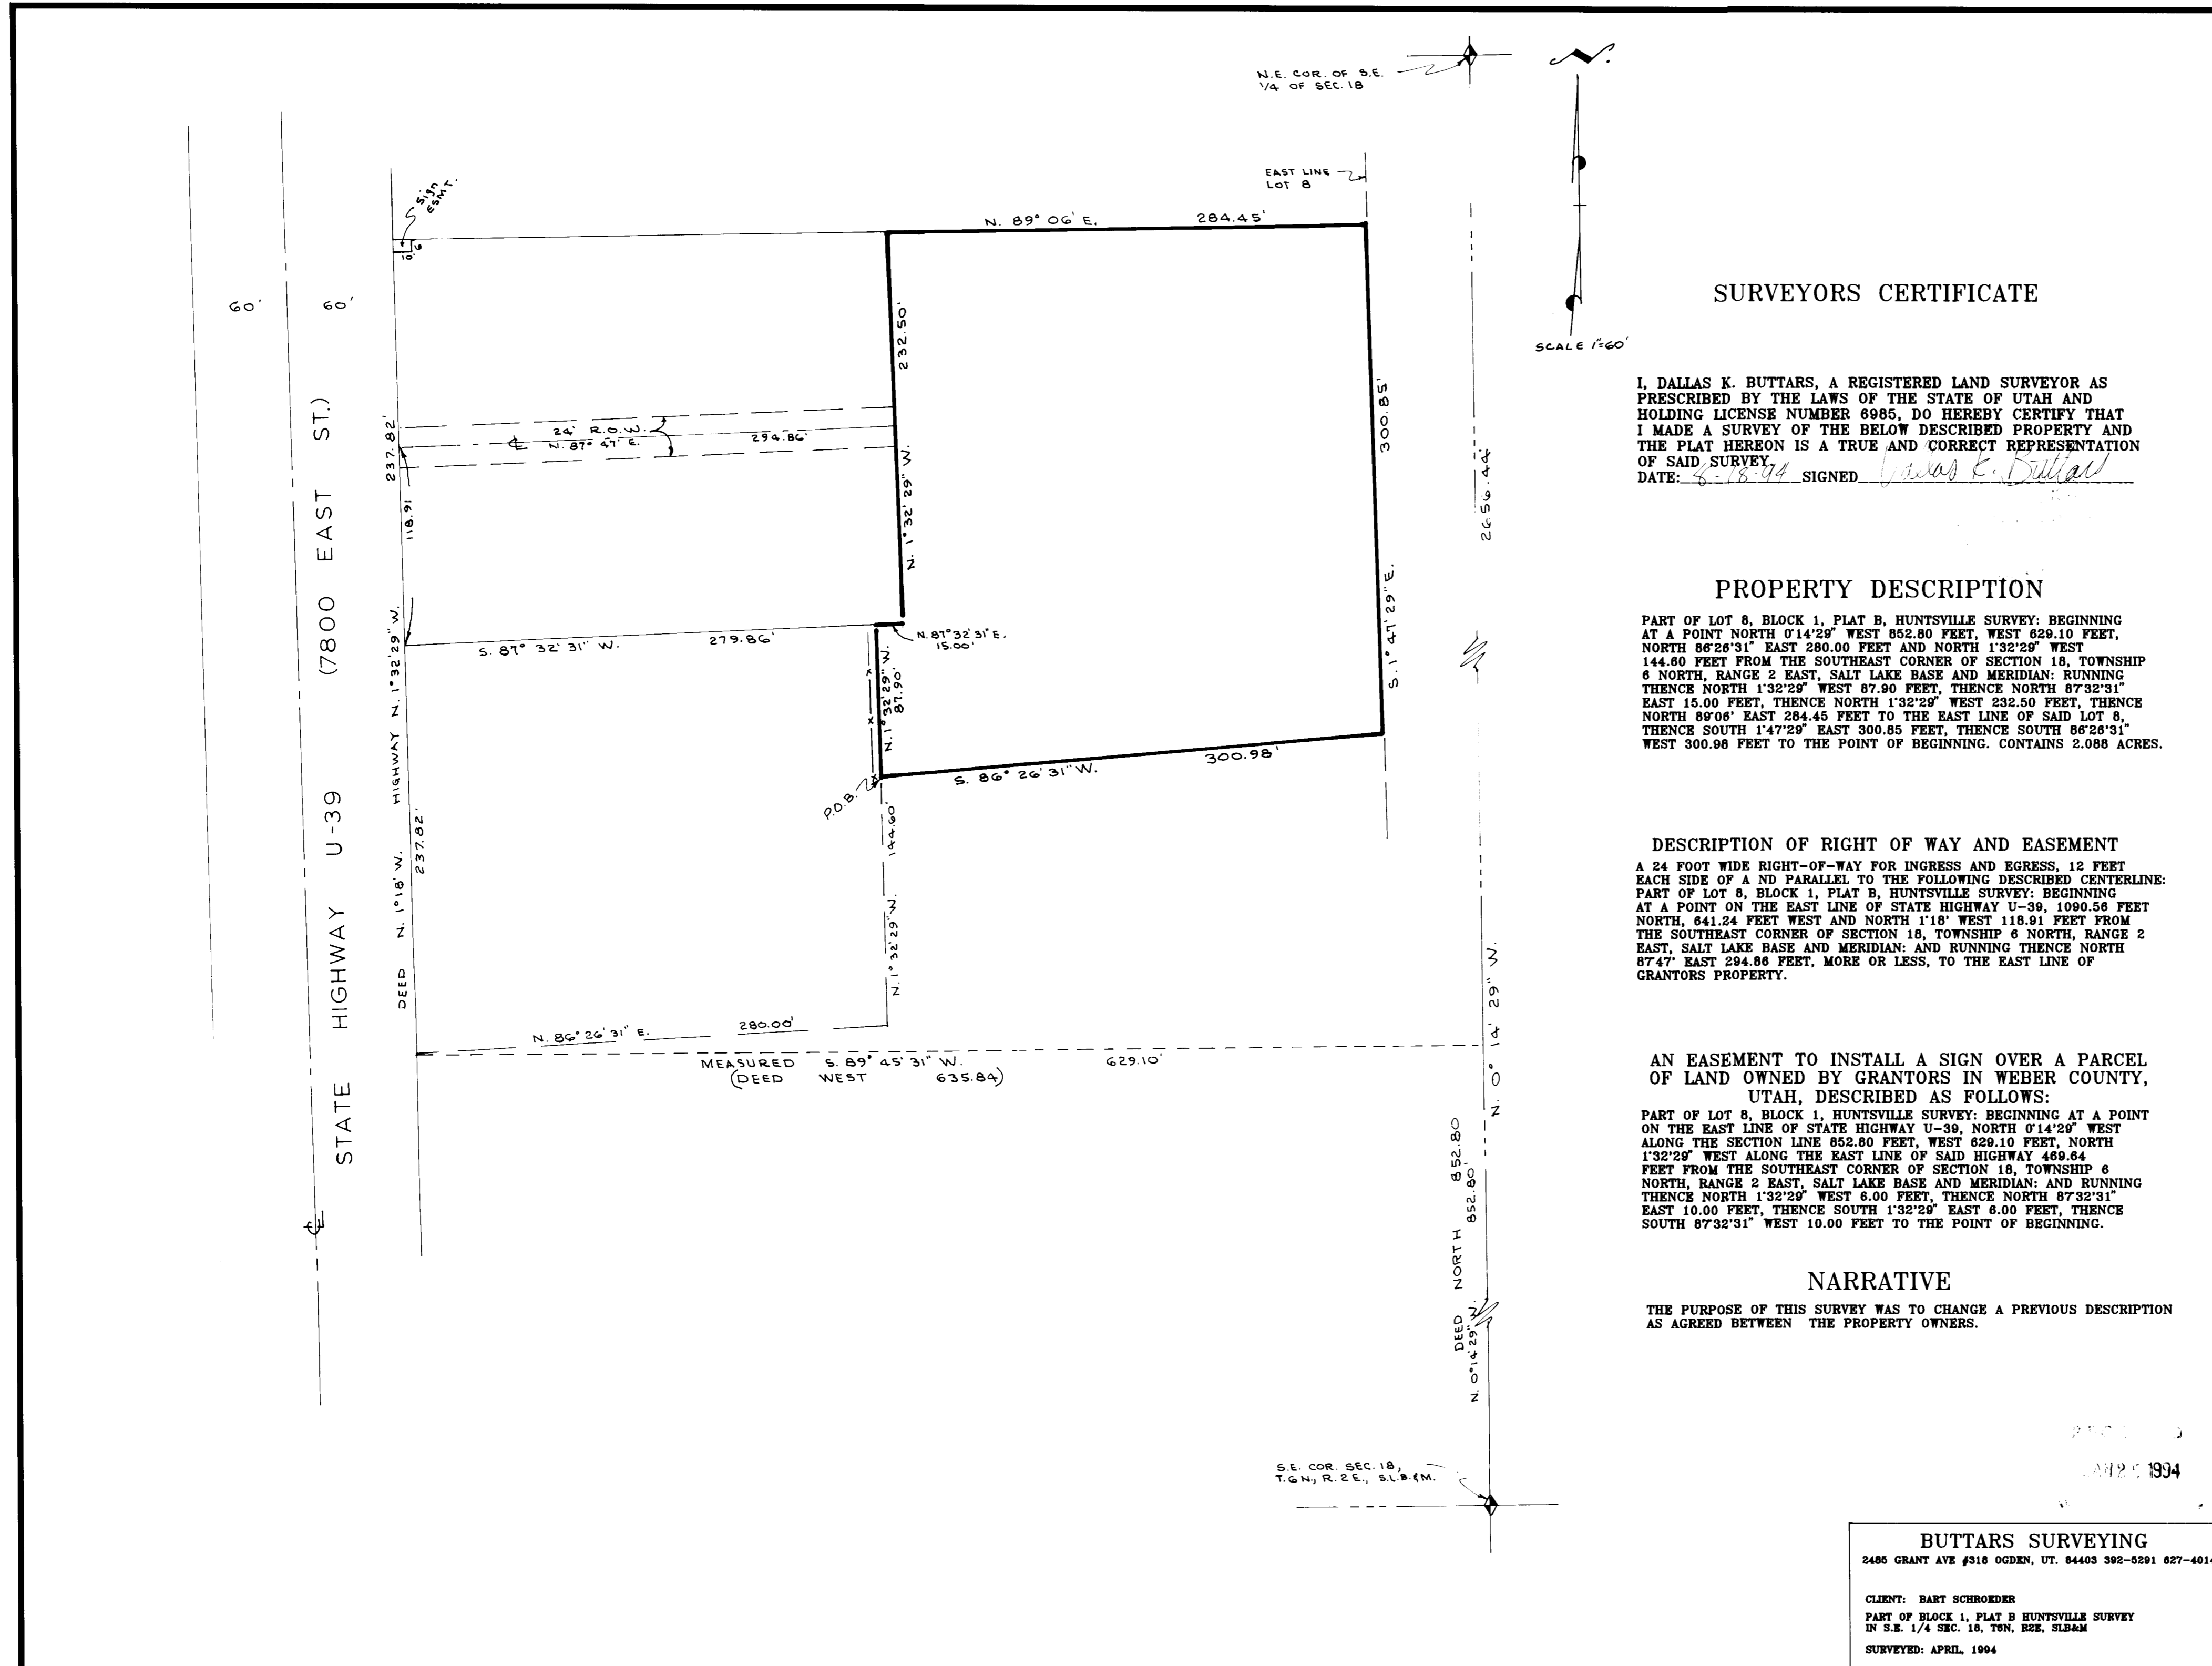 N.E. COR. OF S.E.
1/4 OF SEC. 18
N.
EAST LINE
LOT 8
SCALE 1"=60'
Sign
ESMT.
10
6
N. 89° 06' E. 284.45'
60' 60'
232.50'
N. 1° 32' 29" W.
300.85'
S. 1° 47' 29" E.
2656.44'
24' R.O.W.
℄ N. 87° 47' E. 294.86'
237.82'
118.91
S. 87° 32' 31" W. 279.86'
N. 87° 32' 31" E.
15.00'
N. 1° 32' 29" W.
87.90'
P.O.B.
S. 86° 26' 31" W. 300.98'
N. 1° 32' 29" W. 144.60'
HIGHWAY N. 1° 32' 29" W.
DEED N. 1° 18' W.
237.82'
℄ STATE HIGHWAY U-39 (7800 EAST ST.)
N. 86° 26' 31" E. 280.00'
MEASURED S. 89° 45' 31" W. 629.10'
(DEED WEST 635.84)
N. 0° 14' 29" W.
DEED NORTH 852.80
N. 0° 14' 29" W. 852.80'
S.E. COR. SEC. 18,
T. 6 N., R. 2 E., S.L.B.&M.
SURVEYORS CERTIFICATE
I, DALLAS K. BUTTARS, A REGISTERED LAND SURVEYOR AS
PRESCRIBED BY THE LAWS OF THE STATE OF UTAH AND
HOLDING LICENSE NUMBER 6985, DO HEREBY CERTIFY THAT
I MADE A SURVEY OF THE BELOW DESCRIBED PROPERTY AND
THE PLAT HEREON IS A TRUE AND CORRECT REPRESENTATION
OF SAID SURVEY
DATE: 8-18-94 SIGNED Dallas K. Buttars
PROPERTY DESCRIPTION
PART OF LOT 8, BLOCK 1, PLAT B, HUNTSVILLE SURVEY: BEGINNING
AT A POINT NORTH 0°14'29" WEST 852.80 FEET, WEST 629.10 FEET,
NORTH 86°26'31" EAST 280.00 FEET AND NORTH 1°32'29" WEST
144.60 FEET FROM THE SOUTHEAST CORNER OF SECTION 18, TOWNSHIP
6 NORTH, RANGE 2 EAST, SALT LAKE BASE AND MERIDIAN: RUNNING
THENCE NORTH 1°32'29" WEST 87.90 FEET, THENCE NORTH 87°32'31"
EAST 15.00 FEET, THENCE NORTH 1°32'29" WEST 232.50 FEET, THENCE
NORTH 89°06' EAST 284.45 FEET TO THE EAST LINE OF SAID LOT 8,
THENCE SOUTH 1°47'29" EAST 300.85 FEET, THENCE SOUTH 86°26'31"
WEST 300.98 FEET TO THE POINT OF BEGINNING. CONTAINS 2.088 ACRES.
DESCRIPTION OF RIGHT OF WAY AND EASEMENT
A 24 FOOT WIDE RIGHT-OF-WAY FOR INGRESS AND EGRESS, 12 FEET
EACH SIDE OF A ND PARALLEL TO THE FOLLOWING DESCRIBED CENTERLINE:
PART OF LOT 8, BLOCK 1, PLAT B, HUNTSVILLE SURVEY: BEGINNING
AT A POINT ON THE EAST LINE OF STATE HIGHWAY U-39, 1090.56 FEET
NORTH, 641.24 FEET WEST AND NORTH 1°18' WEST 118.91 FEET FROM
THE SOUTHEAST CORNER OF SECTION 18, TOWNSHIP 6 NORTH, RANGE 2
EAST, SALT LAKE BASE AND MERIDIAN: AND RUNNING THENCE NORTH
87°47' EAST 294.86 FEET, MORE OR LESS, TO THE EAST LINE OF
GRANTORS PROPERTY.
AN EASEMENT TO INSTALL A SIGN OVER A PARCEL
OF LAND OWNED BY GRANTORS IN WEBER COUNTY,
UTAH, DESCRIBED AS FOLLOWS:
PART OF LOT 8, BLOCK 1, HUNTSVILLE SURVEY: BEGINNING AT A POINT
ON THE EAST LINE OF STATE HIGHWAY U-39, NORTH 0°14'29" WEST
ALONG THE SECTION LINE 852.80 FEET, WEST 629.10 FEET, NORTH
1°32'29" WEST ALONG THE EAST LINE OF SAID HIGHWAY 469.64
FEET FROM THE SOUTHEAST CORNER OF SECTION 18, TOWNSHIP 6
NORTH, RANGE 2 EAST, SALT LAKE BASE AND MERIDIAN: AND RUNNING
THENCE NORTH 1°32'29" WEST 6.00 FEET, THENCE NORTH 87°32'31"
EAST 10.00 FEET, THENCE SOUTH 1°32'29" EAST 6.00 FEET, THENCE
SOUTH 87°32'31" WEST 10.00 FEET TO THE POINT OF BEGINNING.
NARRATIVE
THE PURPOSE OF THIS SURVEY WAS TO CHANGE A PREVIOUS DESCRIPTION
AS AGREED BETWEEN THE PROPERTY OWNERS.
1994
BUTTARS SURVEYING
2485 GRANT AVE #318 OGDEN, UT. 84403 392-5291 627-401
CLIENT: BART SCHROEDER
PART OF BLOCK 1, PLAT B HUNTSVILLE SURVEY
IN S.E. 1/4 SEC. 18, T6N, R2E, SLB&M
SURVEYED: APRIL, 1994